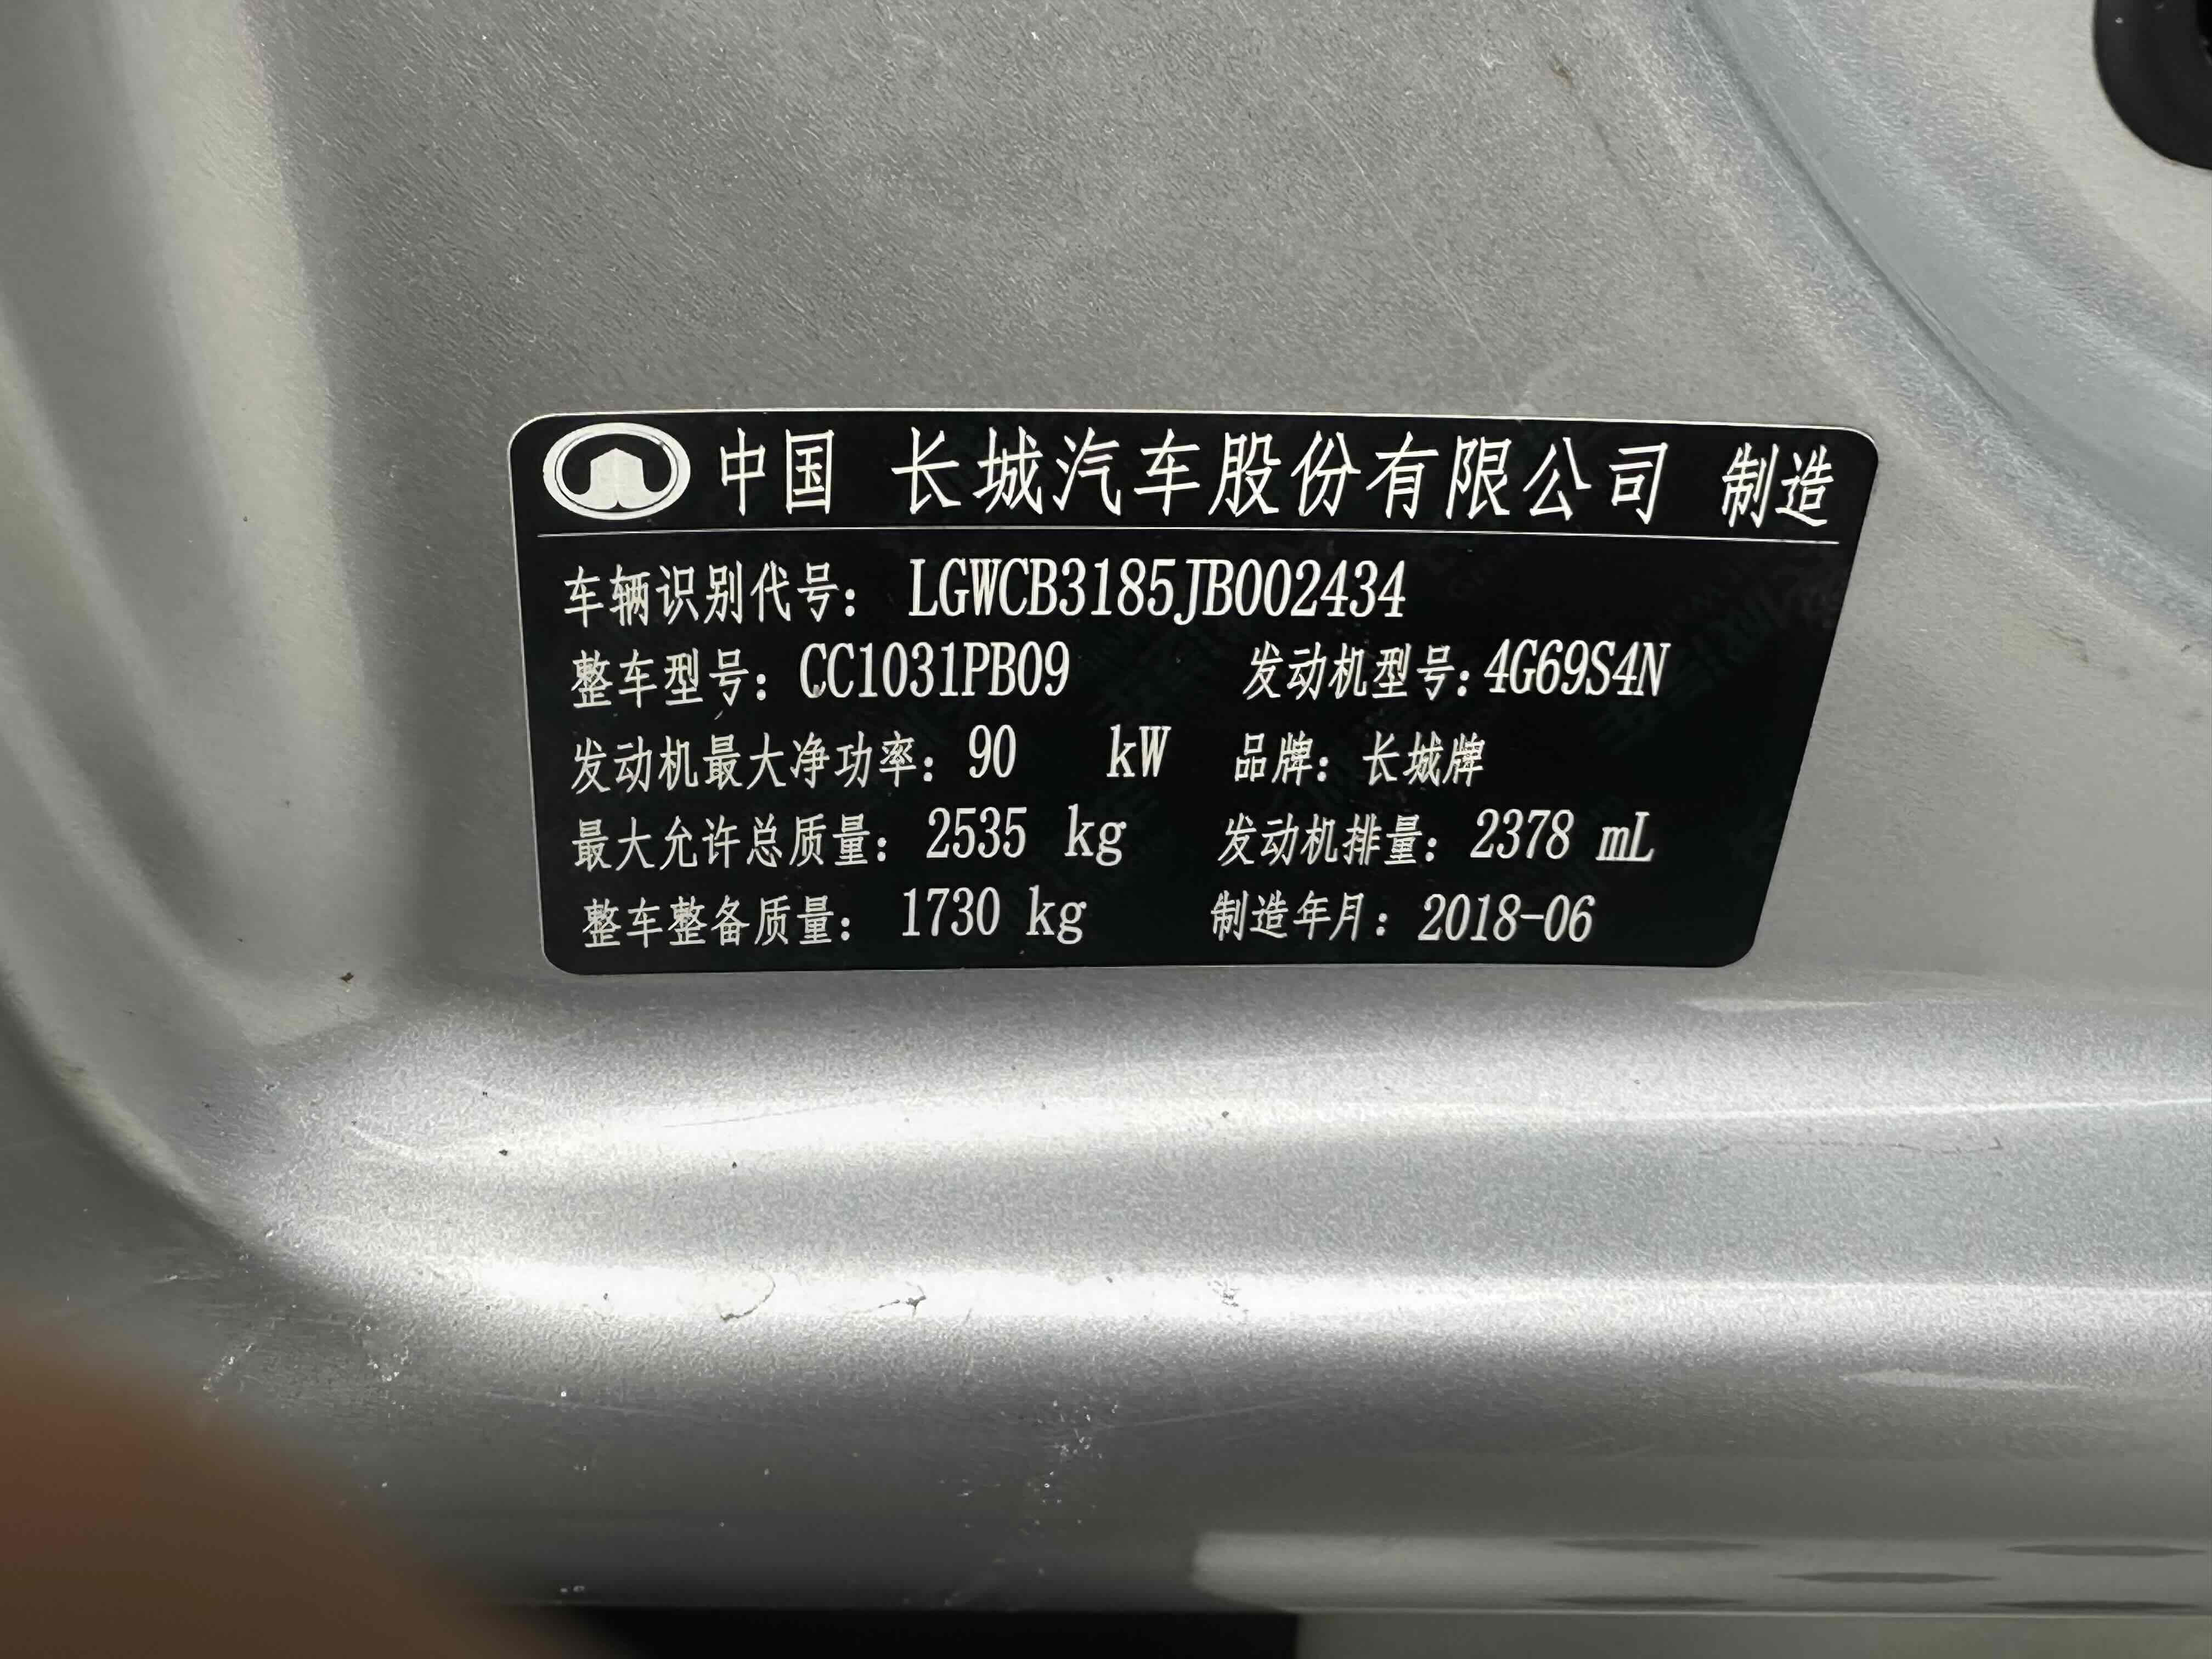 中国 长城汽车股份有限公司 制造
车辆识别代号： LGWCB3185JB002434
整车型号：CC1031PB09 发动机型号：4G69S4N
发动机最大净功率：90 kW 品牌：长城牌
最大允许总质量：2535 kg 发动机排量：2378 mL
整车整备质量：1730 kg 制造年月：2018-06